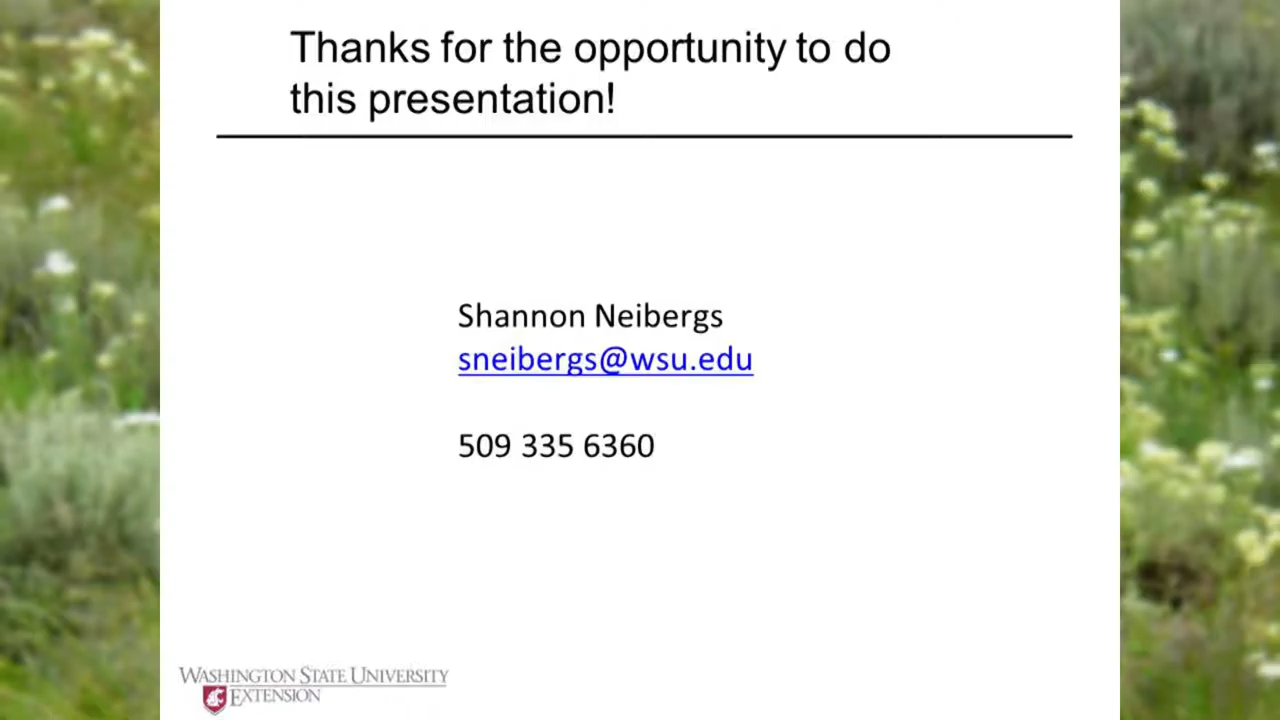 Thanks for the opportunity to do
this presentation!
Shannon Neibergs
sneibergs@wsu.edu
509 335 6360
WASHINGTON STATE UNIVERSITY
EXTENSION